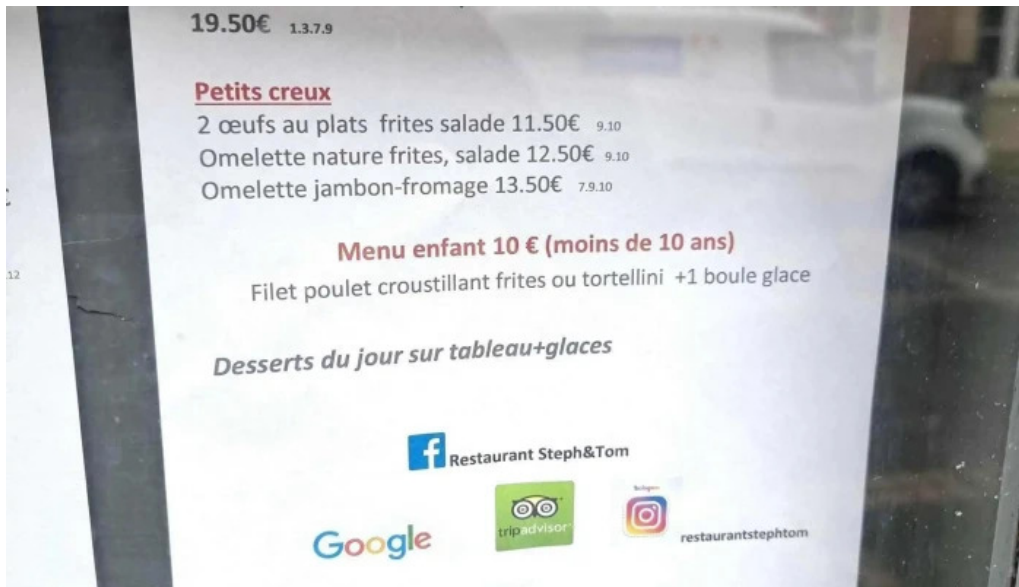 19.50€ 1.3.7.9
Petits creux
2 œufs au plats frites salade 11.50€ 9.10
Omelette nature frites, salade 12.50€ 9.10
Omelette jambon-fromage 13.50€ 7.9.10
12
Menu enfant 10 € (moins de 10 ans)
Filet poulet croustillant frites ou tortellini +1 boule glace
Desserts du jour sur tableau+glaces
Restaurant Steph&Tom
Instagram
tripadvisor
Google
restaurantstephtom